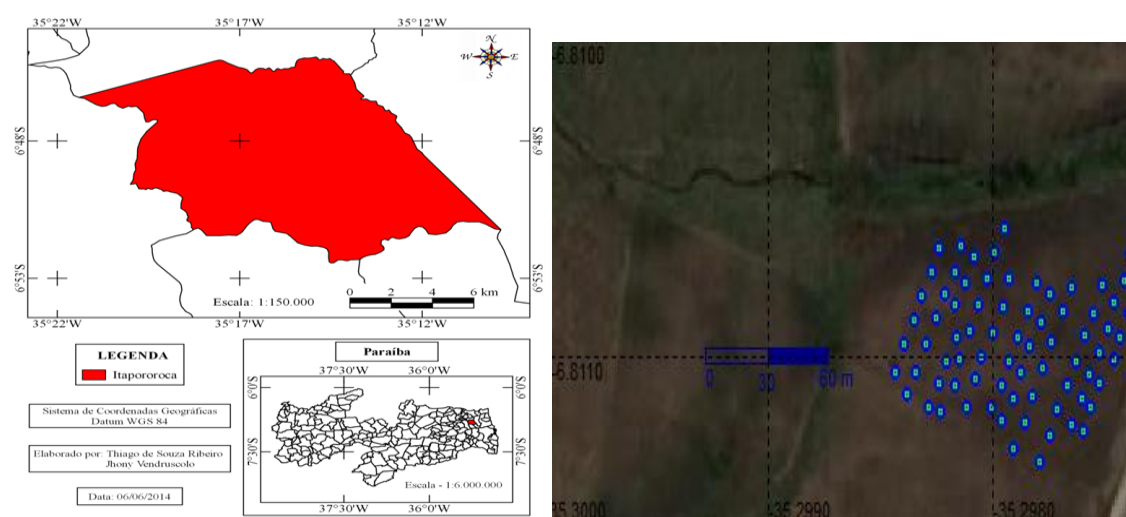 35°22'W 35°17'W 35°12'W
N
W E
S
6°48'S 6°48'S
6°53'S 6°53'S
0 2 4 6 km
Escala: 1:150.000
35°22'W 35°17'W 35°12'W
LEGENDA
Itapororoca
Sistema de Coordenadas Geográficas
Datum WGS 84
Elaborado por: Thiago de Souza Ribeiro
Jhony Vendruscolo
Data: 06/06/2014
Paraíba
37°30'W 36°0'W
6°0'S 6°0'S
7°30'S 7°30'S
Escala - 1:6.000.000
37°30'W 36°0'W
-6.8100
-6.8110
0 30 60 m
-35.3000 -35.2990 -35.2980